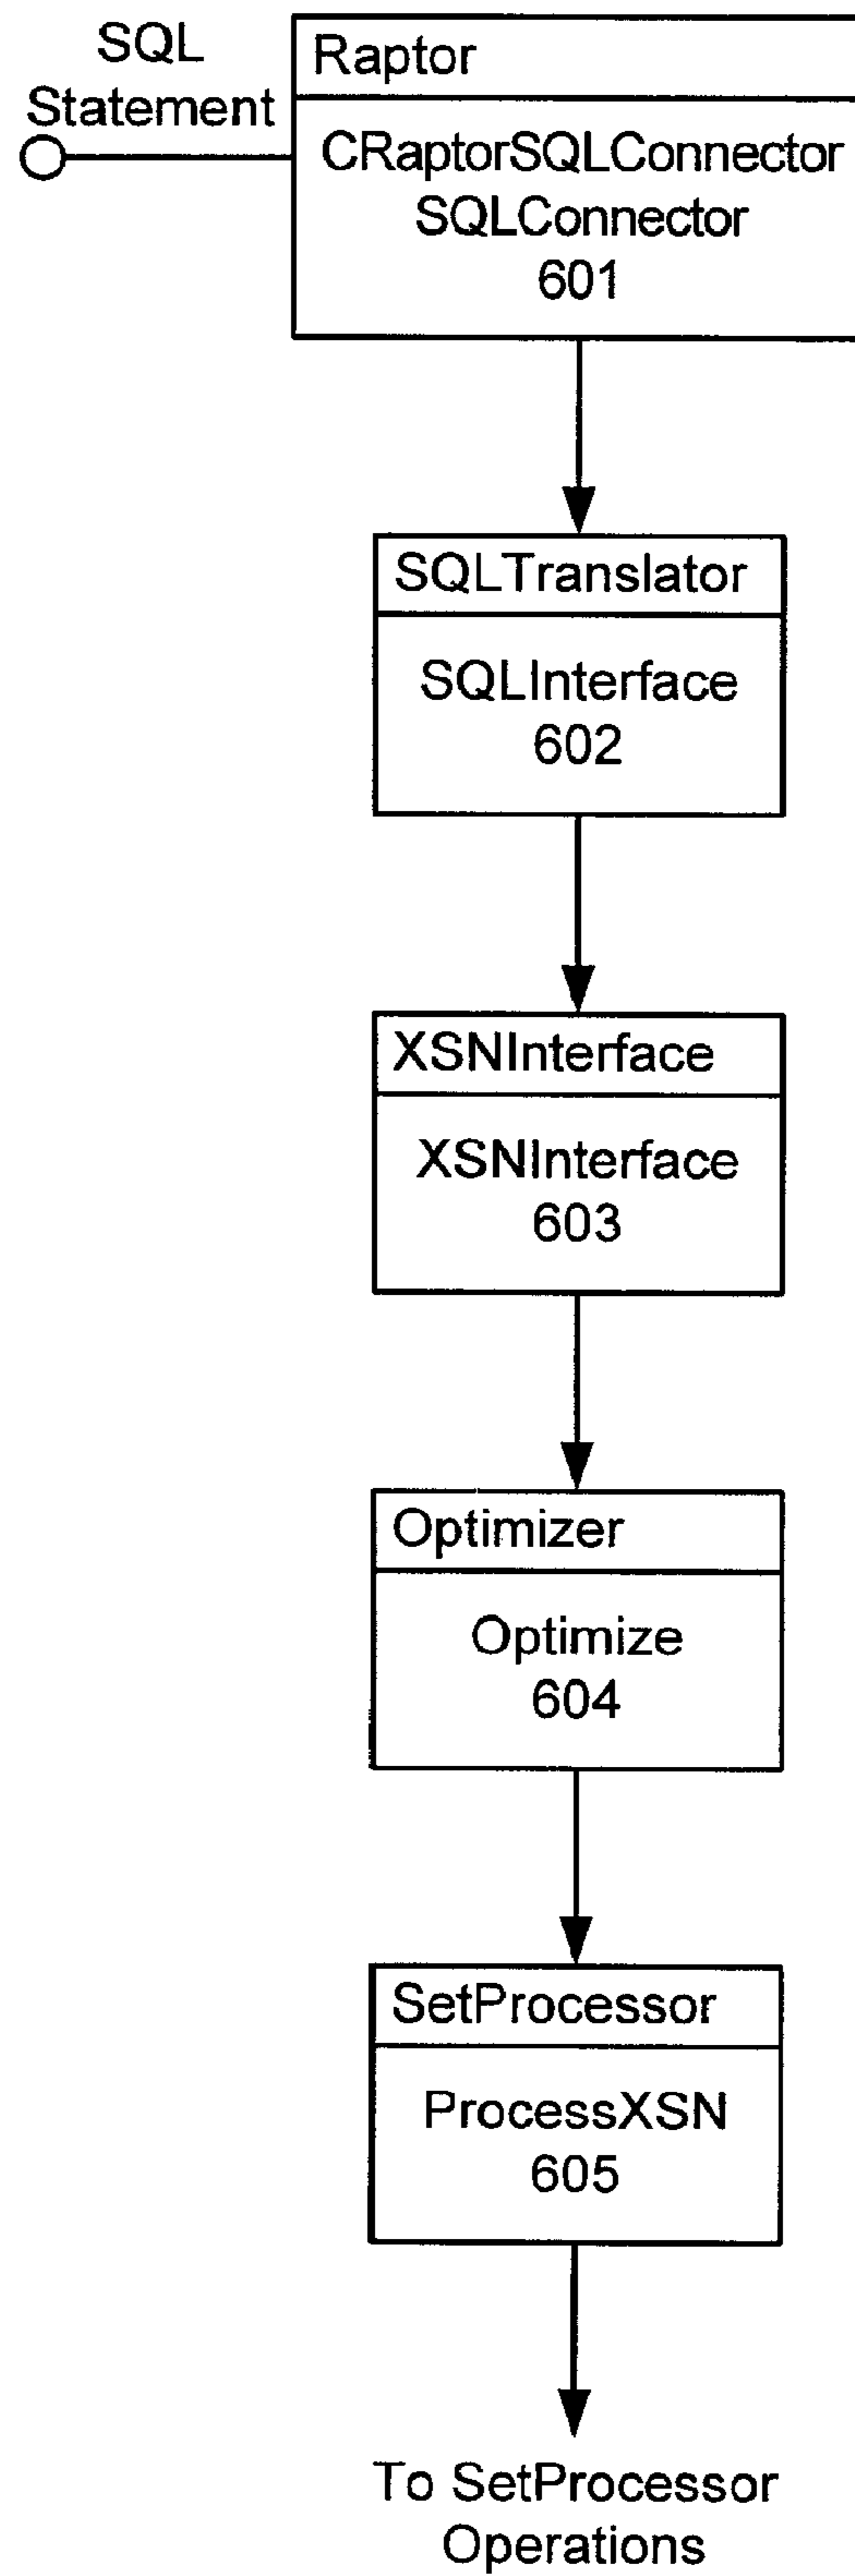 SQL
Statement
Raptor
CRaptorSQLConnector
SQLConnector
601
SQLTranslator
SQLInterface
602
XSNInterface
XSNInterface
603
Optimizer
Optimize
604
SetProcessor
ProcessXSN
605
To SetProcessor
Operations